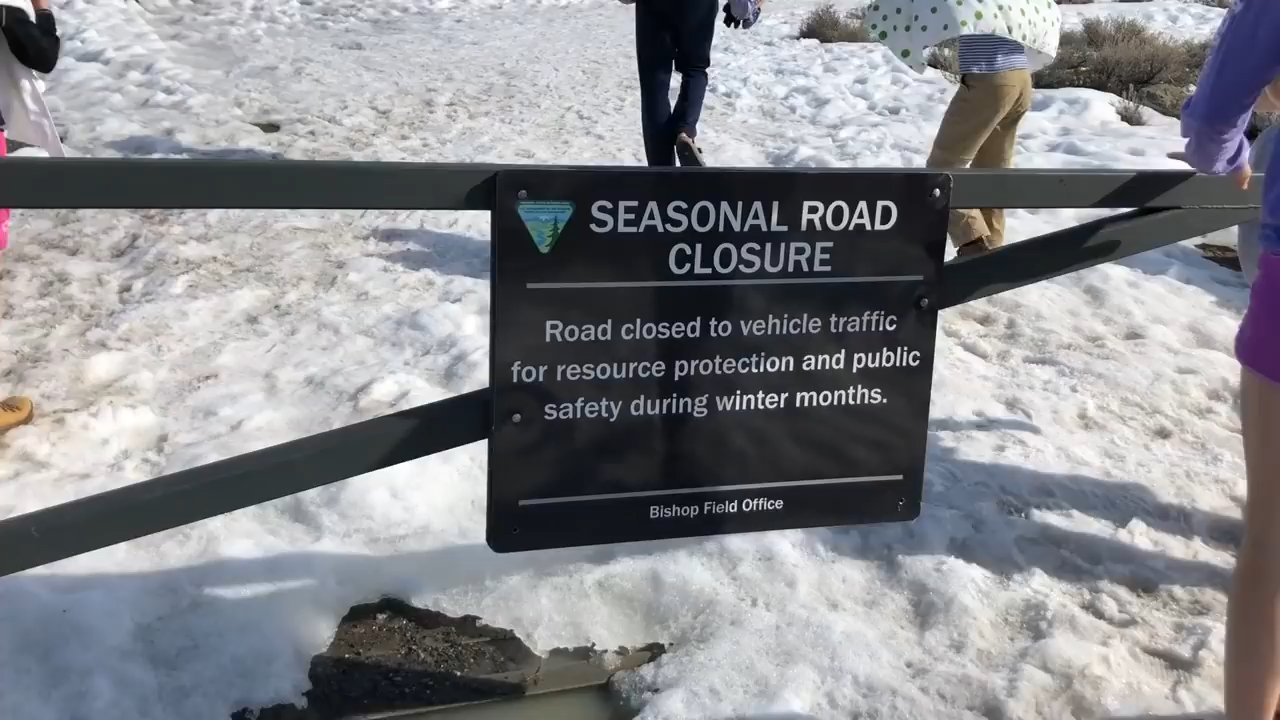 SEASONAL ROAD
CLOSURE
Road closed to vehicle traffic
for resource protection and public
safety during winter months.
Bishop Field Office